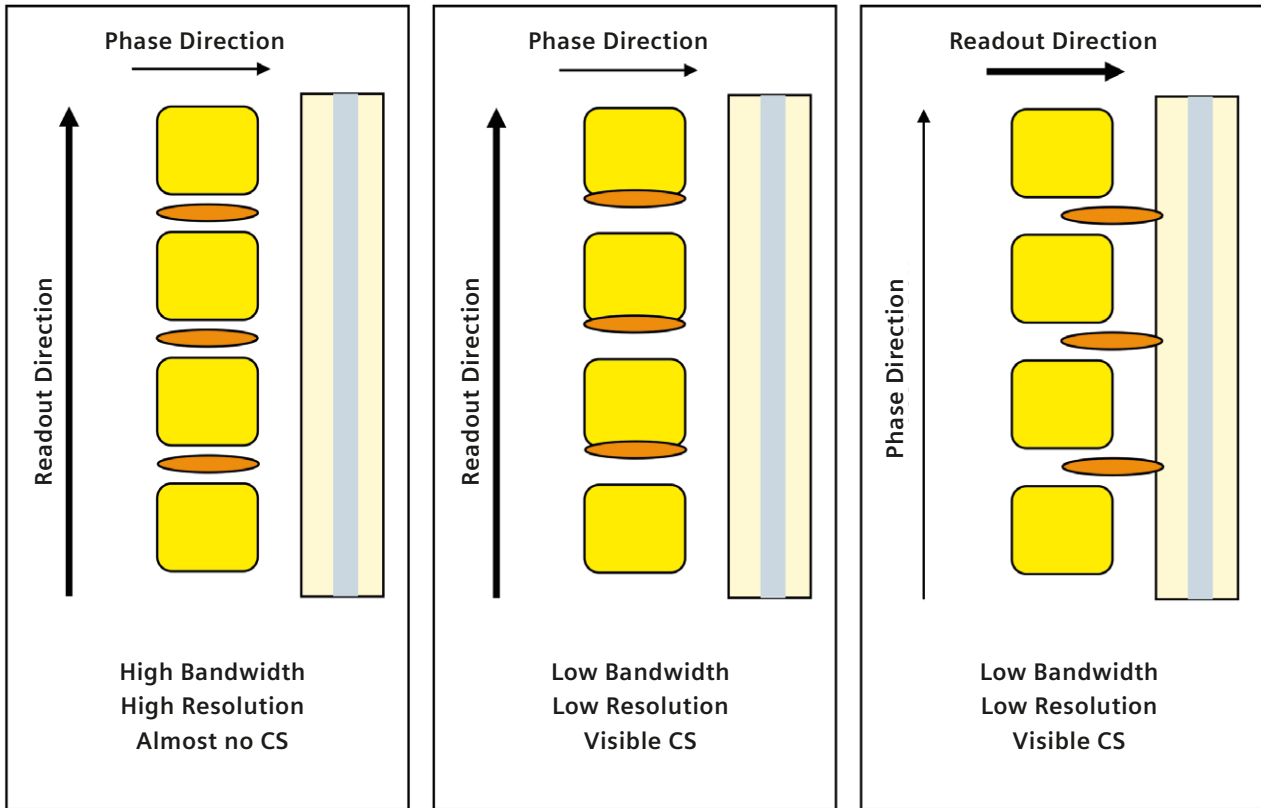 Phase Direction
Readout Direction
High Bandwidth
High Resolution
Almost no CS
Phase Direction
Readout Direction
Low Bandwidth
Low Resolution
Visible CS
Readout Direction
Phase Direction
Low Bandwidth
Low Resolution
Visible CS